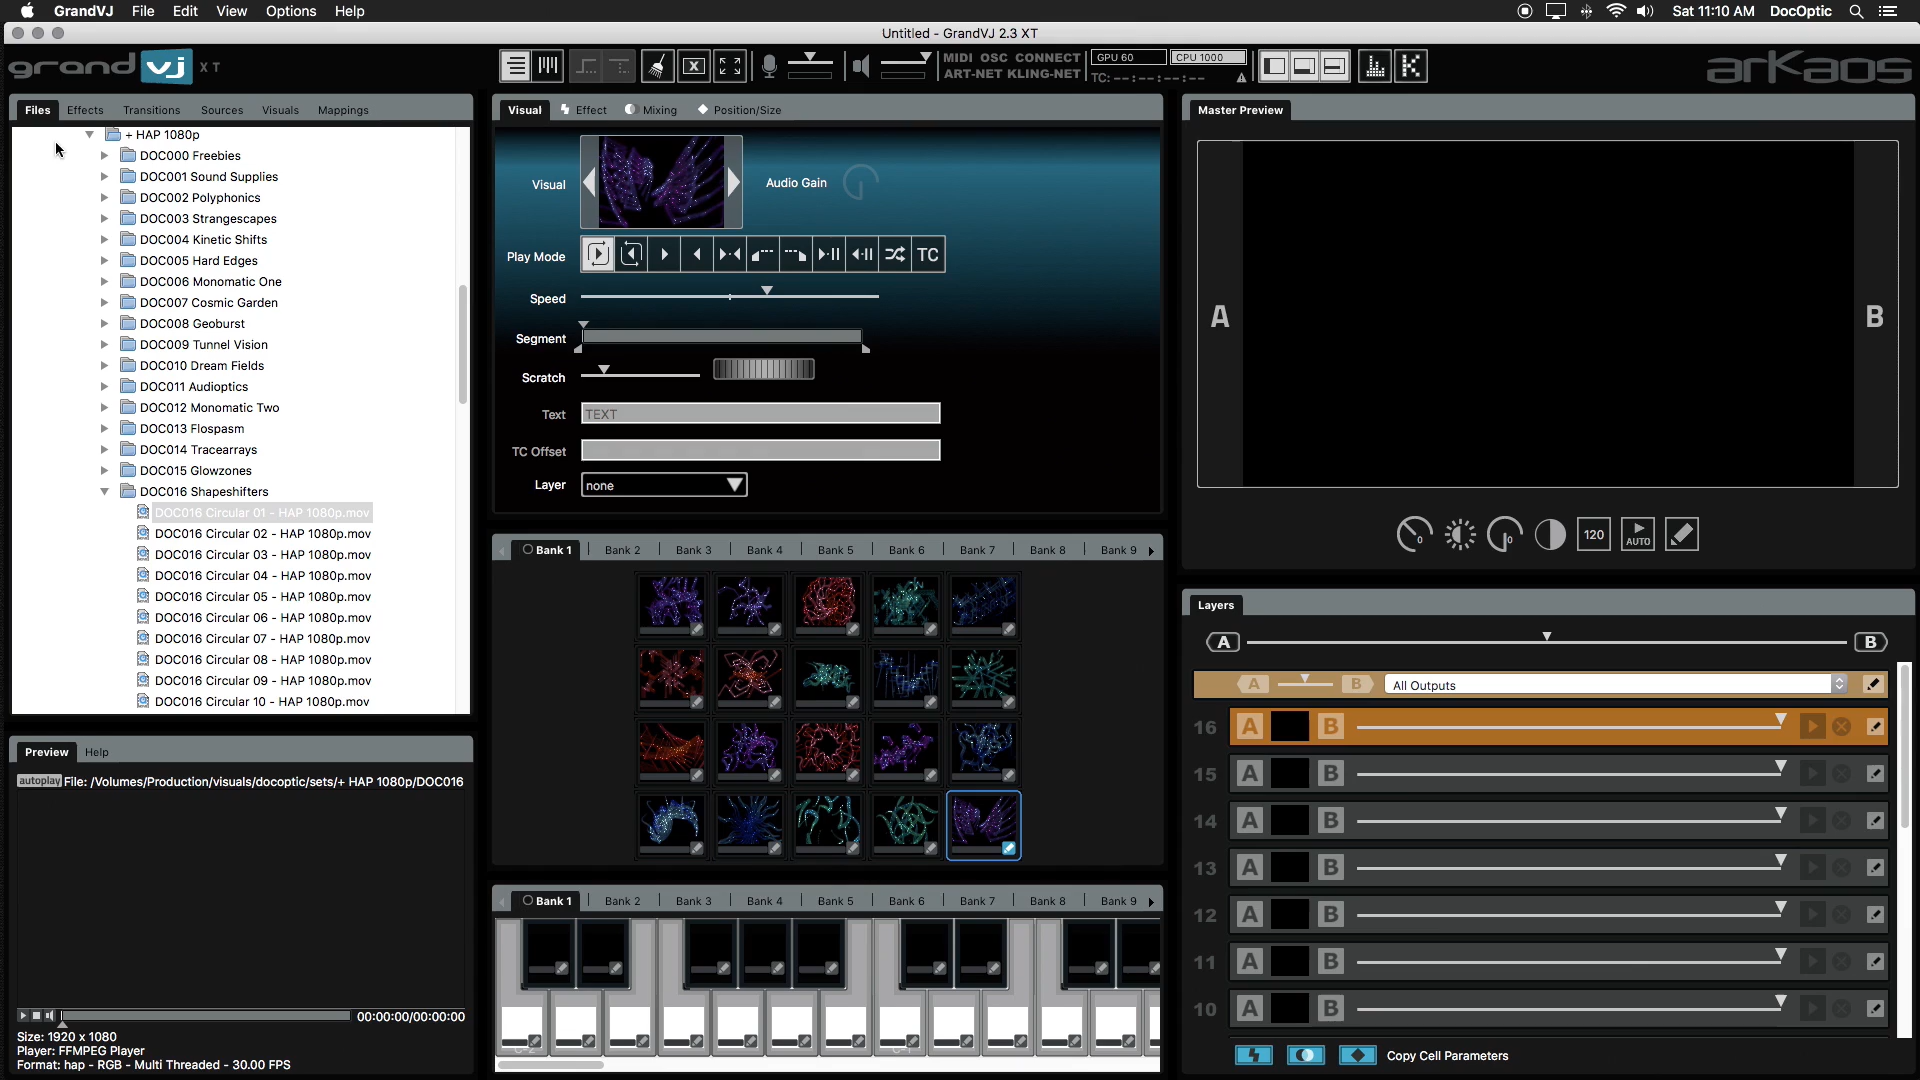 GrandVJ File Edit View Options Help
Sat 11:10 AM DocOptic
Untitled - GrandVJ 2.3 XT
grand vj XT
MIDI OSC CONNECT
ART-NET KLING-NET
GPU 60 CPU 1000
TC: --:--:--:--
arKaos
Files Effects Transitions Sources Visuals Mappings
+ HAP 1080p
DOC000 Freebies
DOC001 Sound Supplies
DOC002 Polyphonics
DOC003 Strangescapes
DOC004 Kinetic Shifts
DOC005 Hard Edges
DOC006 Monomatic One
DOC007 Cosmic Garden
DOC008 Geoburst
DOC009 Tunnel Vision
DOC010 Dream Fields
DOC011 Audioptics
DOC012 Monomatic Two
DOC013 Flospasm
DOC014 Tracearrays
DOC015 Glowzones
DOC016 Shapeshifters
DOC016 Circular 01 - HAP 1080p.mov
DOC016 Circular 02 - HAP 1080p.mov
DOC016 Circular 03 - HAP 1080p.mov
DOC016 Circular 04 - HAP 1080p.mov
DOC016 Circular 05 - HAP 1080p.mov
DOC016 Circular 06 - HAP 1080p.mov
DOC016 Circular 07 - HAP 1080p.mov
DOC016 Circular 08 - HAP 1080p.mov
DOC016 Circular 09 - HAP 1080p.mov
DOC016 Circular 10 - HAP 1080p.mov
Preview Help
autoplay File: /Volumes/Production/visuals/docoptic/sets/+ HAP 1080p/DOC016
00:00:00/00:00:00
Size: 1920 x 1080
Player: FFMPEG Player
Format: hap - RGB - Multi Threaded - 30.00 FPS
Visual Effect Mixing Position/Size
Visual
Audio Gain
Play Mode TC
Speed
Segment
Scratch
Text TEXT
TC Offset
Layer none
Bank 1 Bank 2 Bank 3 Bank 4 Bank 5 Bank 6 Bank 7 Bank 8 Bank 9
Bank 1 Bank 2 Bank 3 Bank 4 Bank 5 Bank 6 Bank 7 Bank 8 Bank 9
Master Preview
A B
0 0 120 AUTO
Layers
A B
A B All Outputs
16 A B
15 A B
14 A B
13 A B
12 A B
11 A B
10 A B
Copy Cell Parameters